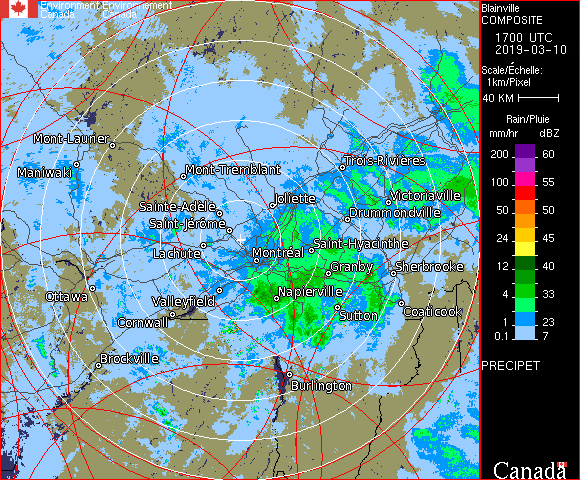 Environment Environnement
Canada Canada
Mont-Laurier
Maniwaki
Mont-Tremblant
Trois-Rivières
Joliette
Victoriaville
Sainte-Adèle
Drummondville
Saint-Jérôme
Lachute
Montréal
Saint-Hyacinthe
Granby
Sherbrooke
Ottawa
Valleyfield
Napierville
Sutton
Coaticook
Cornwall
Brockville
Burlington
Blainville
COMPOSITE
1700 UTC
2019-03-10
Scale/Échelle:
1km/Pixel
40 KM
Rain/Pluie
mm/hr dBZ
200 60
100 55
50 50
24 45
12 40
4 33
1 23
0.1 7
PRECIPET
Canada